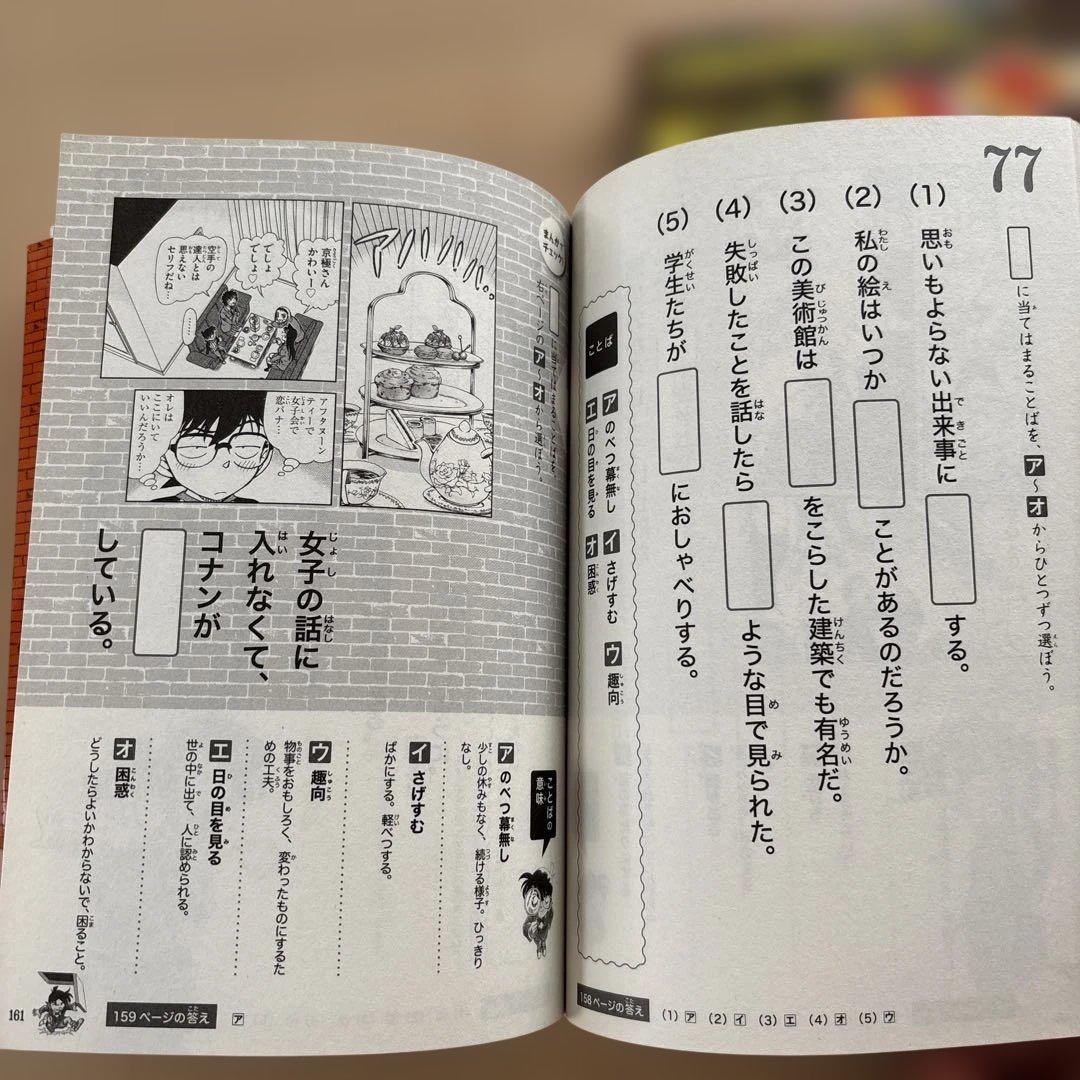 77
□に当てはまることばを、ア～オからひとつずつ選ぼう。
(1) 思いもよらない出来事に□する。
(2) 私の絵はいつか□ことがあるのだろうか。
(3) この美術館は□をこらした建築でも有名だ。
(4) 失敗したことを話したら□ような目で見られた。
(5) 学生たちが□におしゃべりする。
ことば
ア のべつ幕無し イ さげすむ ウ 趣向
エ 日の目を見る オ 困惑
158ページの答え (1)ア (2)イ (3)エ (4)オ (5)ウ
まんがでチェック!
□に当てはまることばを
右ページのア～オから選ぼう。
アリリリ…
京極さんかわいー♡
でしょでしょ♡
空手の達人とは思えないセリフだね…
………
アフタヌーンティーで女子会で恋バナ…
オレはここにいていいんだろうか…
女子の話に
入れなくて、
コナンが
□
している。
ことばの意味
ア のべつ幕無し
少しの休みもなく、続ける様子。ひっきり
なし。
イ さげすむ
ばかにする。軽べつする。
ウ 趣向
物事をおもしろく、変わったものにするた
めの工夫。
エ 日の目を見る
世の中に出て、人に認められる。
オ 困惑
どうしたらよいかわからないで、困ること。
161
159ページの答え ア